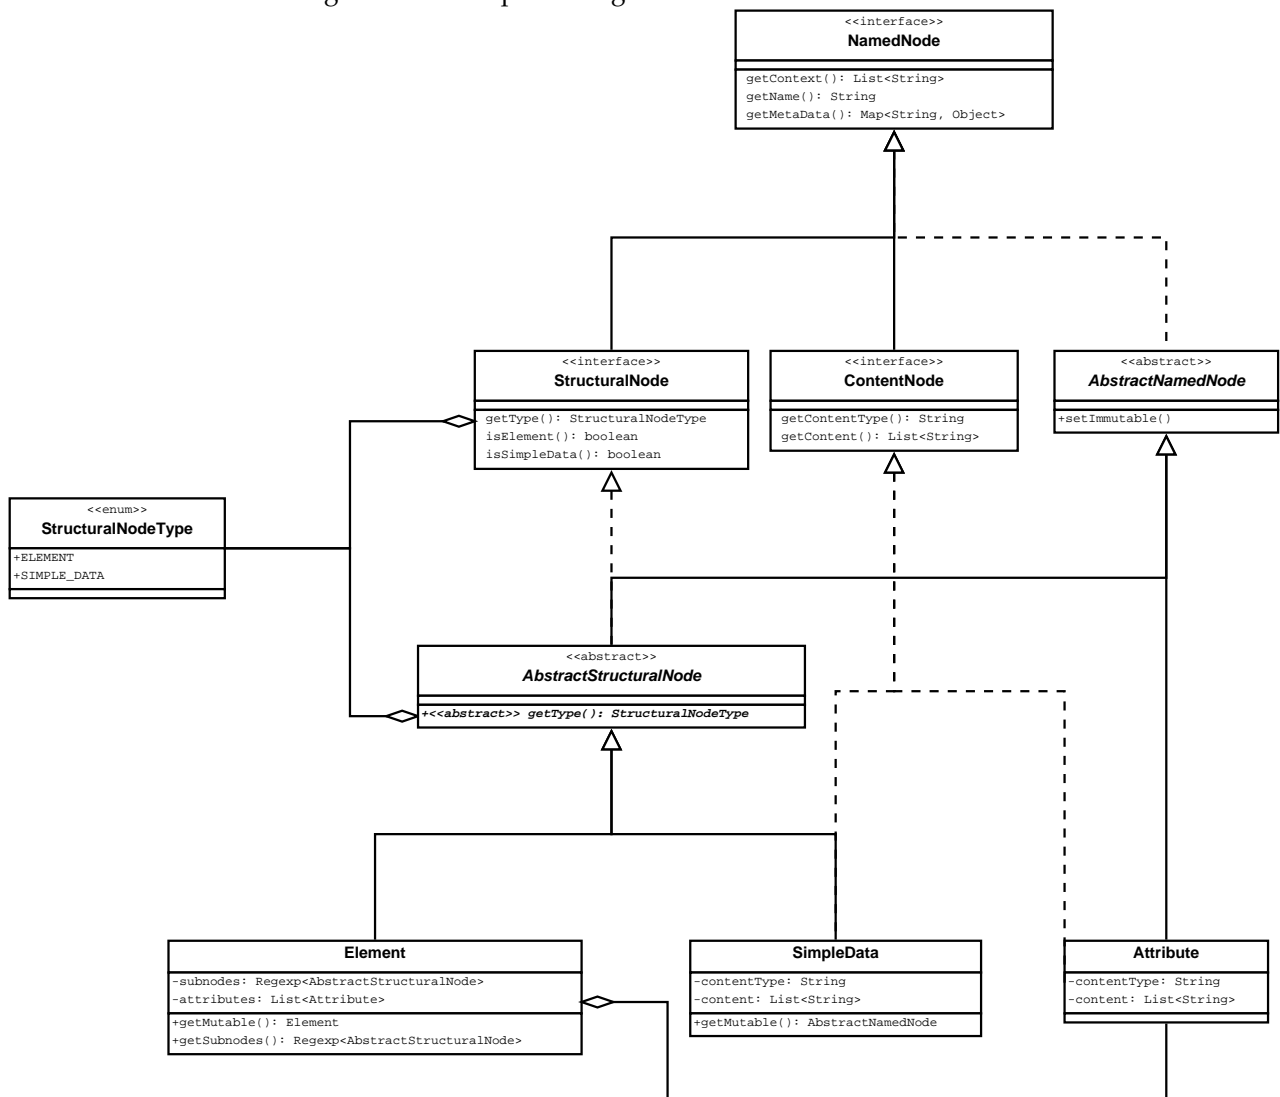 <<interface>>
NamedNode
getContext(): List<String>
getName(): String
getMetaData(): Map<String, Object>
<<interface>>
StructuralNode
getType(): StructuralNodeType
isElement(): boolean
isSimpleData(): boolean
<<interface>>
ContentNode
getContentType(): String
getContent(): List<String>
<<abstract>>
AbstractNamedNode
+setImmutable()
<<enum>>
StructuralNodeType
+ELEMENT
+SIMPLE_DATA
<<abstract>>
AbstractStructuralNode
+<<abstract>> getType(): StructuralNodeType
Element
-subnodes: Regexp<AbstractStructuralNode>
-attributes: List<Attribute>
+getMutable(): Element
+getSubnodes(): Regexp<AbstractStructuralNode>
SimpleData
-contentType: String
-content: List<String>
+getMutable(): AbstractNamedNode
Attribute
-contentType: String
-content: List<String>